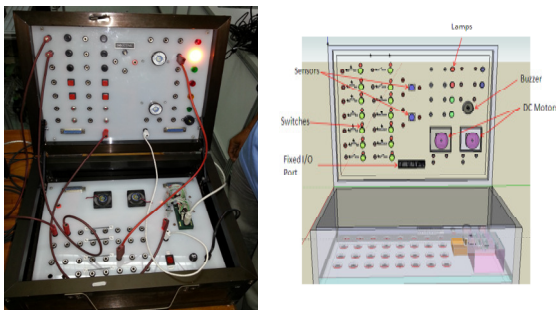 Lamps
Sensors
Buzzer
DC Motors
Switches
Fixed I/O
Port